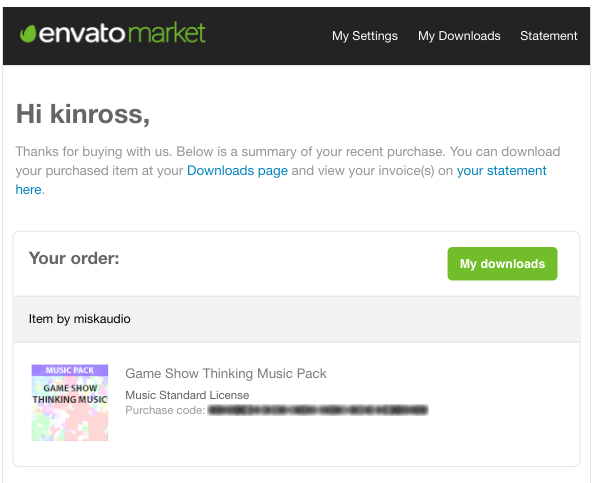 envato market
My Settings My Downloads Statement
Hi kinross,
Thanks for buying with us. Below is a summary of your recent purchase. You can download
your purchased item at your Downloads page and view your invoice(s) on your statement
here.
Your order:
My downloads
Item by miskaudio
MUSIC PACK
GAME SHOW
THINKING MUSIC
Game Show Thinking Music Pack
Music Standard License
Purchase code: